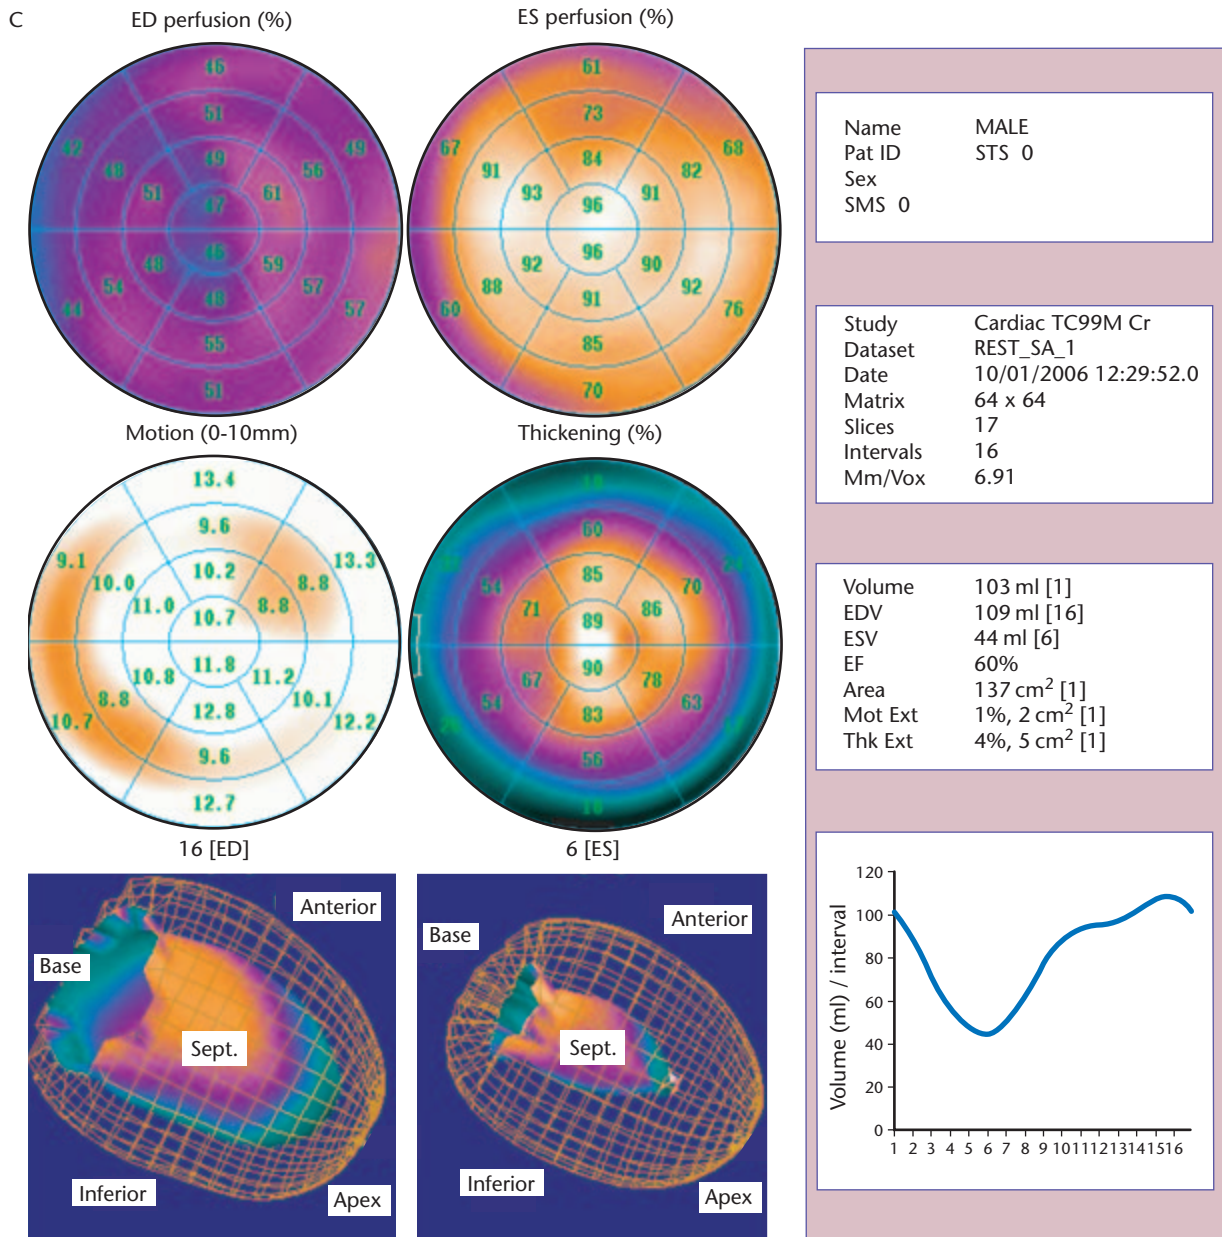 C
ED perfusion (%)
46
51
42
49
49
48
56
51
61
47
46
48
59
54
57
48
44
57
55
51
ES perfusion (%)
61
73
67
84
68
91
82
93
91
96
96
92
90
88
92
91
60
76
85
70
Motion (0-10mm)
13.4
9.6
9.1
10.2
13.3
10.0
8.8
11.0
8.8
10.7
11.8
10.8
11.2
8.8
10.1
12.8
10.7
12.2
9.6
12.7
Thickening (%)
60
85
54
70
71
86
89
90
67
78
54
63
83
56
16 [ED]
Anterior
Base
Sept.
Inferior
Apex
6 [ES]
Anterior
Base
Sept.
Inferior
Apex
Name MALE
Pat ID STS 0
Sex
SMS 0
Study Cardiac TC99M Cr
Dataset REST_SA_1
Date 10/01/2006 12:29:52.0
Matrix 64 x 64
Slices 17
Intervals 16
Mm/Vox 6.91
Volume 103 ml [1]
EDV 109 ml [16]
ESV 44 ml [6]
EF 60%
Area 137 cm² [1]
Mot Ext 1%, 2 cm² [1]
Thk Ext 4%, 5 cm² [1]
Volume (ml) / interval
120
100
80
60
40
20
0
1 2 3 4 5 6 7 8 9 10 11 12 13 14 15 16